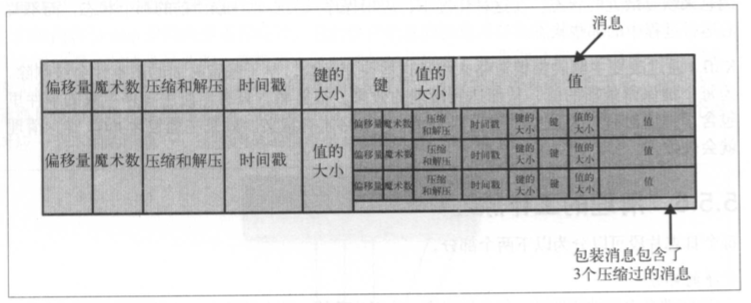 消息
偏移量 魔术数 压缩和解压 时间戳 键的大小 键 值的大小 值
偏移量 魔术数 压缩和解压 时间戳 值的大小
偏移量 魔术数 压缩和解压 时间戳 键的大小 键 值的大小 值
偏移量 魔术数 压缩和解压 时间戳 键的大小 键 值的大小 值
偏移量 魔术数 压缩和解压 时间戳 键的大小 键 值的大小 值
包装消息包含了
3个压缩过的消息